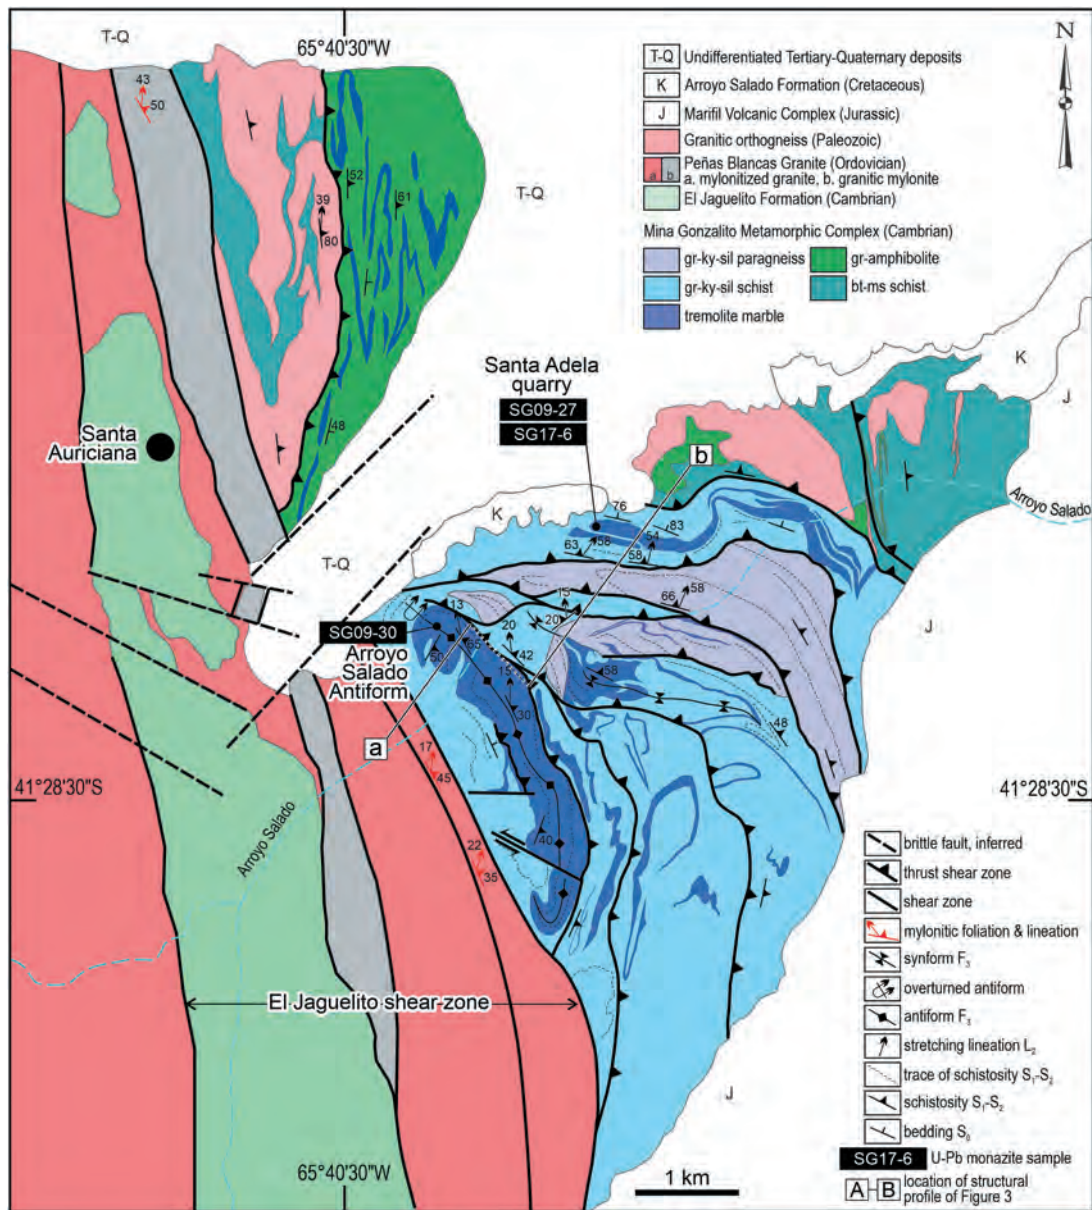 T-Q
65°40'30"W
N
T-Q Undifferentiated Tertiary-Quaternary deposits
K Arroyo Salado Formation (Cretaceous)
J Marifil Volcanic Complex (Jurassic)
Granitic orthogneiss (Paleozoic)
a b Peñas Blancas Granite (Ordovician)
a. mylonitized granite, b. granitic mylonite
El Jaguelito Formation (Cambrian)
Mina Gonzalito Metamorphic Complex (Cambrian)
gr-ky-sil paragneiss
gr-amphibolite
gr-ky-sil schist
bt-ms schist
tremolite marble
43
50
52
61
39
80
48
T-Q
Santa Adela
quarry
SG09-27
SG17-6
Santa
Auriciana
K
J
b
Arroyo
Salado
K
76
83
63
58
54
58
T-Q
15
66
58
13
20
20
SG09-30
65
42
50
Arroyo
Salado
Antiform
15
58
J
30
48
a
17
45
41°28'30"S
41°28'30"S
40
22
35
Arroyo Salado
El Jaguelito shear zone
J
brittle fault, inferred
thrust shear zone
shear zone
mylonitic foliation & lineation
synform F₃
overturned antiform
antiform F₃
stretching lineation L₂
trace of schistosity S₁-S₂
schistosity S₁-S₂
bedding S₀
SG17-6 U-Pb monazite sample
A B location of structural
profile of Figure 3
65°40'30"W
1 km